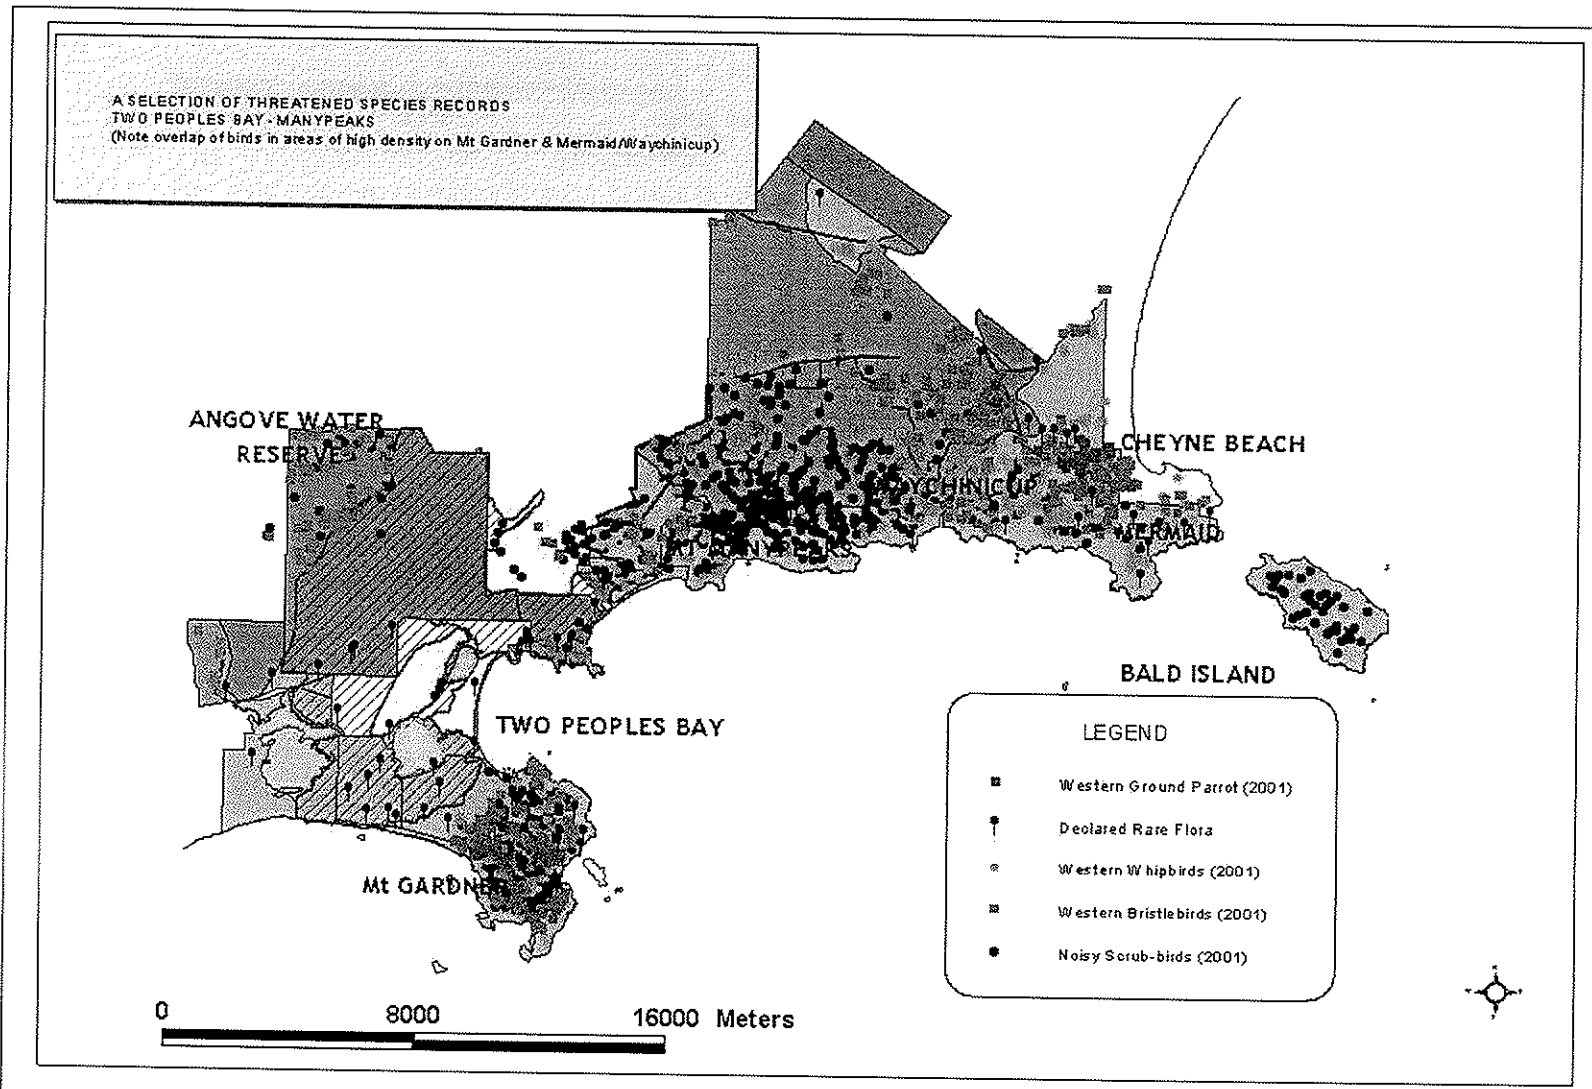 A SELECTION OF THREATENED SPECIES RECORDS
TWO PEOPLES BAY - MANYPEAKS
(Note overlap of birds in areas of high density on Mt Gardner & Mermaid/Waychinicup)
ANGOVE WATER
RESERVE
CHEYNE BEACH
WAYCHINICUP
MT MANYPEAKS
MERMAID
BALD ISLAND
TWO PEOPLES BAY
Mt GARDNER
LEGEND
Western Ground Parrot (2001)
Declared Rare Flora
Western Whipbirds (2001)
Western Bristlebirds (2001)
Noisy Scrub-birds (2001)
0 8000 16000 Meters